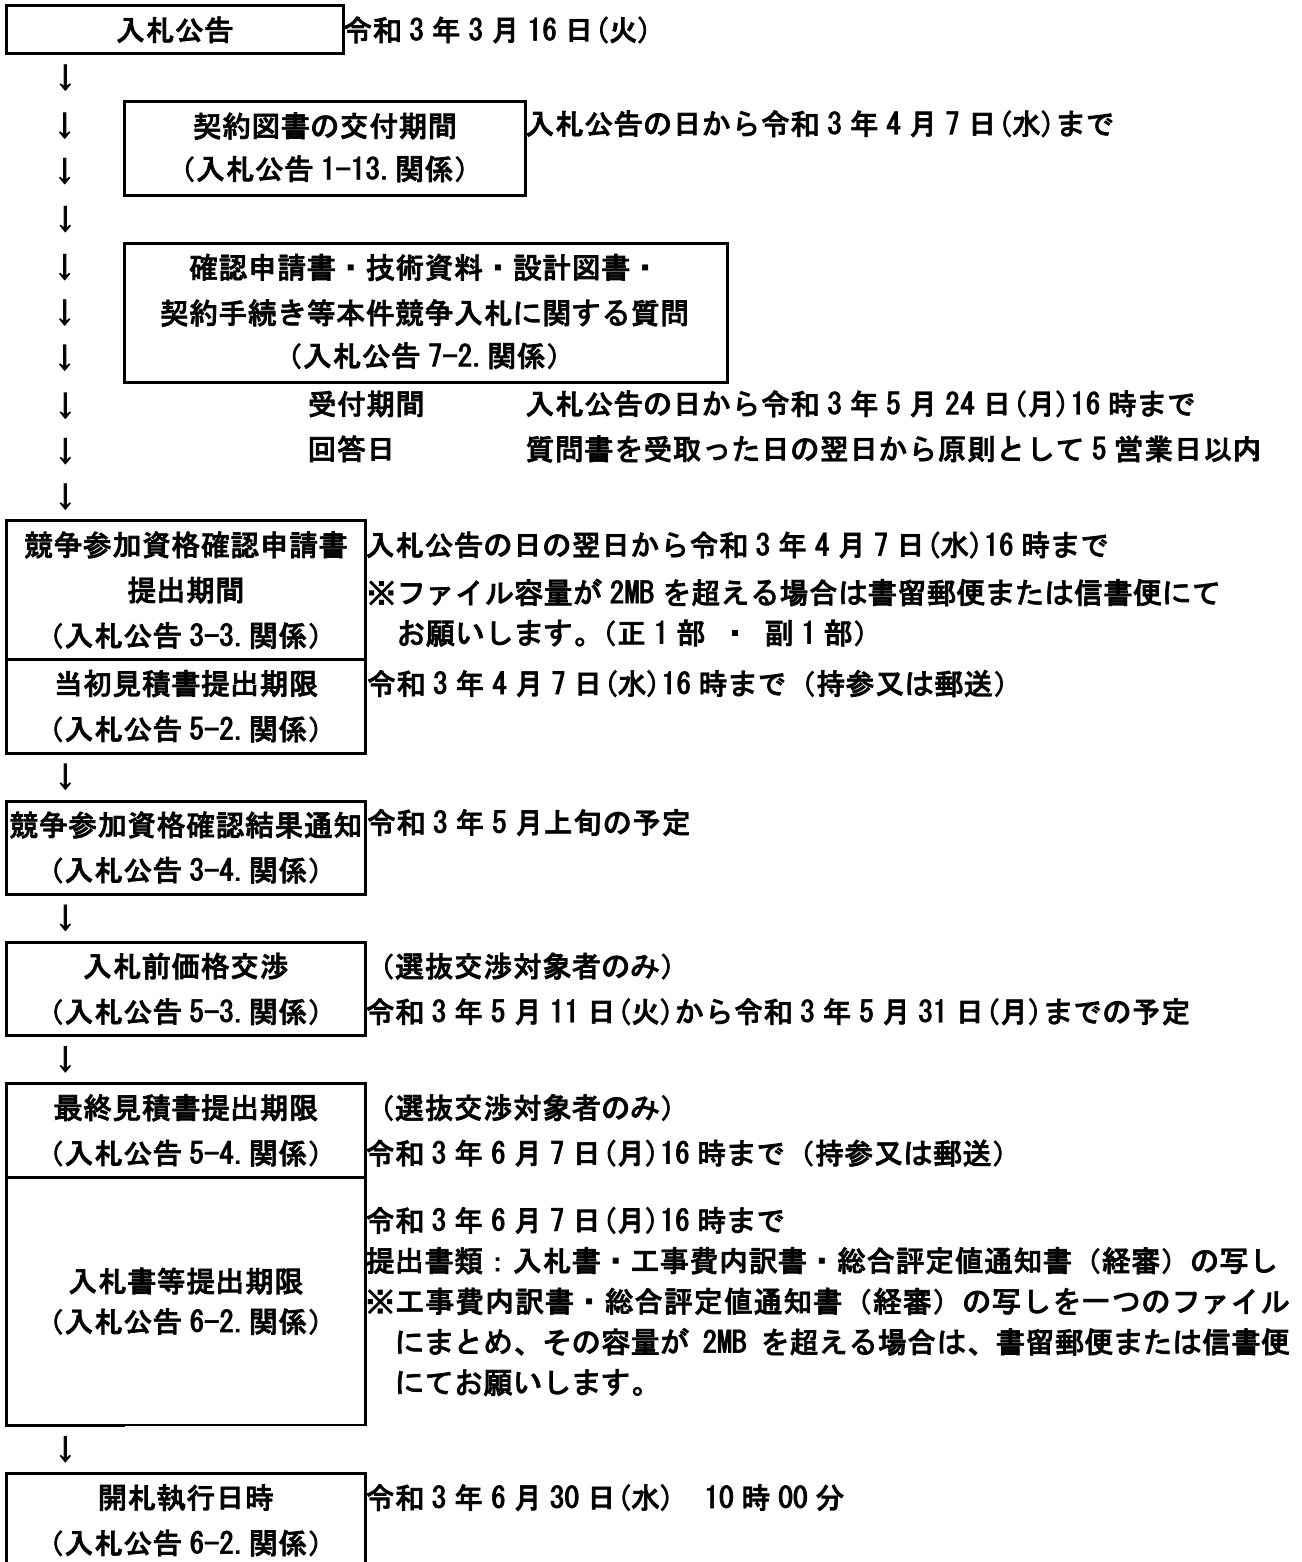 入札公告 令和3年3月16日(火)
↓
↓ 契約図書の交付期間 入札公告の日から令和3年4月7日(水)まで
↓ (入札公告1-13.関係)
↓
↓ 確認申請書・技術資料・設計図書・
↓ 契約手続き等本件競争入札に関する質問
↓ (入札公告7-2.関係)
↓ 受付期間 入札公告の日から令和3年5月24日(月)16時まで
↓ 回答日 質問書を受取った日の翌日から原則として5営業日以内
↓
競争参加資格確認申請書 入札公告の日の翌日から令和3年4月7日(水)16時まで
提出期間 ※ファイル容量が2MBを超える場合は書留郵便または信書便にて
(入札公告3-3.関係) お願いします。(正1部 ・ 副1部)
当初見積書提出期限 令和3年4月7日(水)16時まで(持参又は郵送)
(入札公告5-2.関係)
↓
競争参加資格確認結果通知 令和3年5月上旬の予定
(入札公告3-4.関係)
↓
入札前価格交渉 (選抜交渉対象者のみ)
(入札公告5-3.関係) 令和3年5月11日(火)から令和3年5月31日(月)までの予定
↓
最終見積書提出期限 (選抜交渉対象者のみ)
(入札公告5-4.関係) 令和3年6月7日(月)16時まで(持参又は郵送)
令和3年6月7日(月)16時まで
提出書類:入札書・工事費内訳書・総合評定値通知書(経審)の写し
入札書等提出期限 ※工事費内訳書・総合評定値通知書(経審)の写しを一つのファイル
(入札公告6-2.関係) にまとめ、その容量が 2MB を超える場合は、書留郵便または信書便
にてお願いします。
↓
開札執行日時 令和3年6月30日(水) 10時00分
(入札公告6-2.関係)